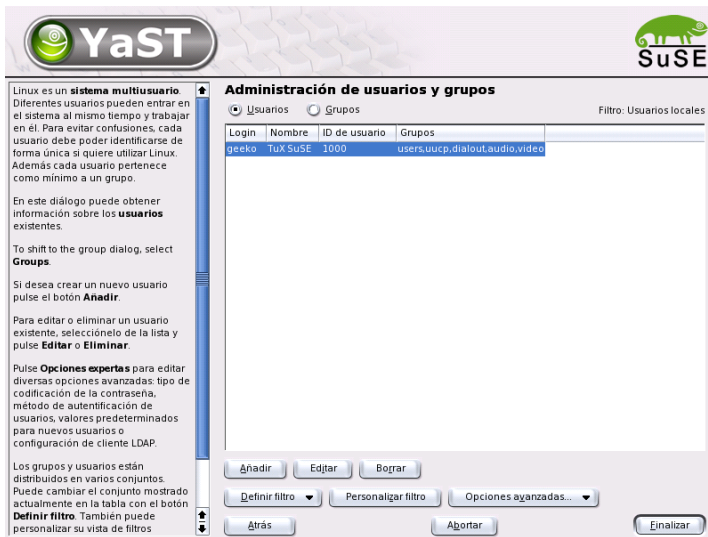 YaST
SuSE
Linux es un sistema multiusuario.
Diferentes usuarios pueden entrar en
el sistema al mismo tiempo y trabajar
en él. Para evitar confusiones, cada
usuario debe poder identificarse de
forma única si quiere utilizar Linux.
Además cada usuario pertenece
como mínimo a un grupo.
En este diálogo puede obtener
información sobre los usuarios
existentes.
To shift to the group dialog, select
Groups.
Si desea crear un nuevo usuario
pulse el botón Añadir.
Para editar o eliminar un usuario
existente, selecciónelo de la lista y
pulse Editar o Eliminar.
Pulse Opciones expertas para editar
diversas opciones avanzadas: tipo de
codificación de la contraseña,
método de autentificación de
usuarios, valores predeterminados
para nuevos usuarios o
configuración de cliente LDAP.
Los grupos y usuarios están
distribuidos en varios conjuntos.
Puede cambiar el conjunto mostrado
actualmente en la tabla con el botón
Definir filtro. También puede
personalizar su vista de filtros
Administración de usuarios y grupos
Usuarios Grupos Filtro: Usuarios locales
Login Nombre ID de usuario Grupos
geeko TuX SuSE 1000 users,uucp,dialout,audio,video
Añadir Editar Borrar
Definir filtro Personalizar filtro Opciones avanzadas...
Atrás Abortar Finalizar